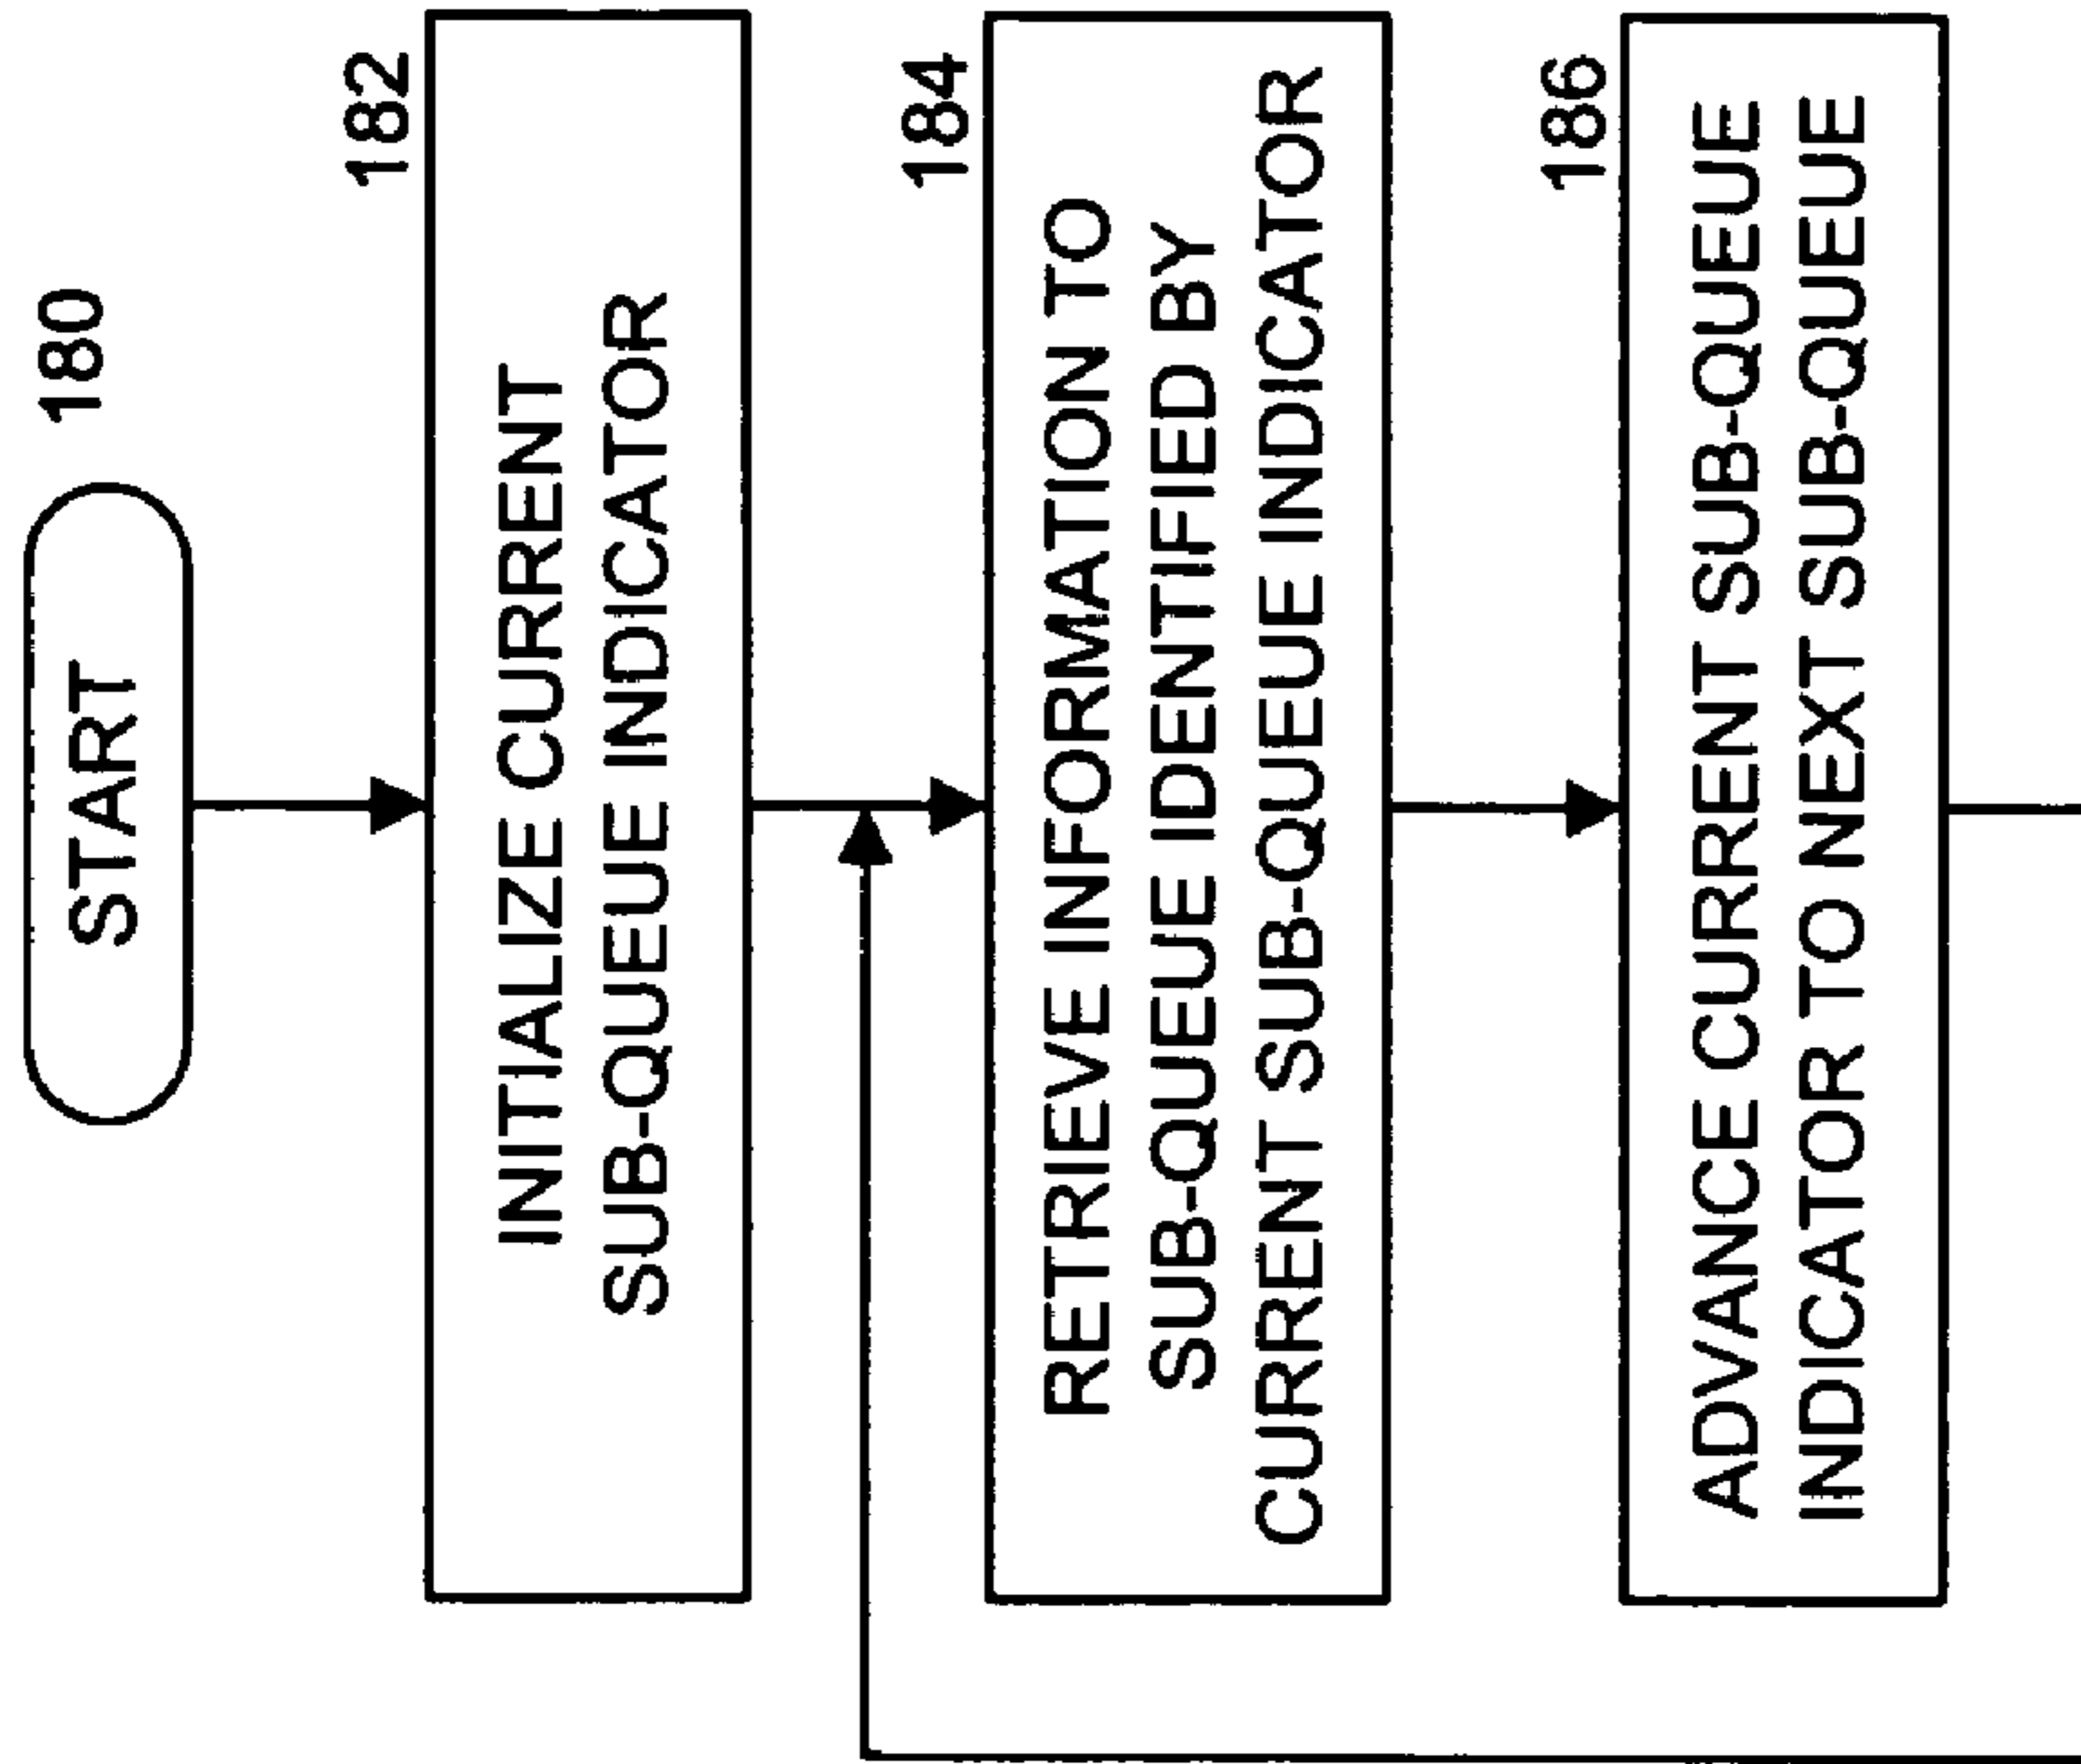 START
180
182
INITIALIZE CURRENT
SUB-QUEUE INDICATOR
184
RETRIEVE INFORMATION TO
SUB-QUEUE IDENTIFIED BY
CURRENT SUB-QUEUE INDICATOR
186
ADVANCE CURRENT SUB-QUEUE
INDICATOR TO NEXT SUB-QUEUE